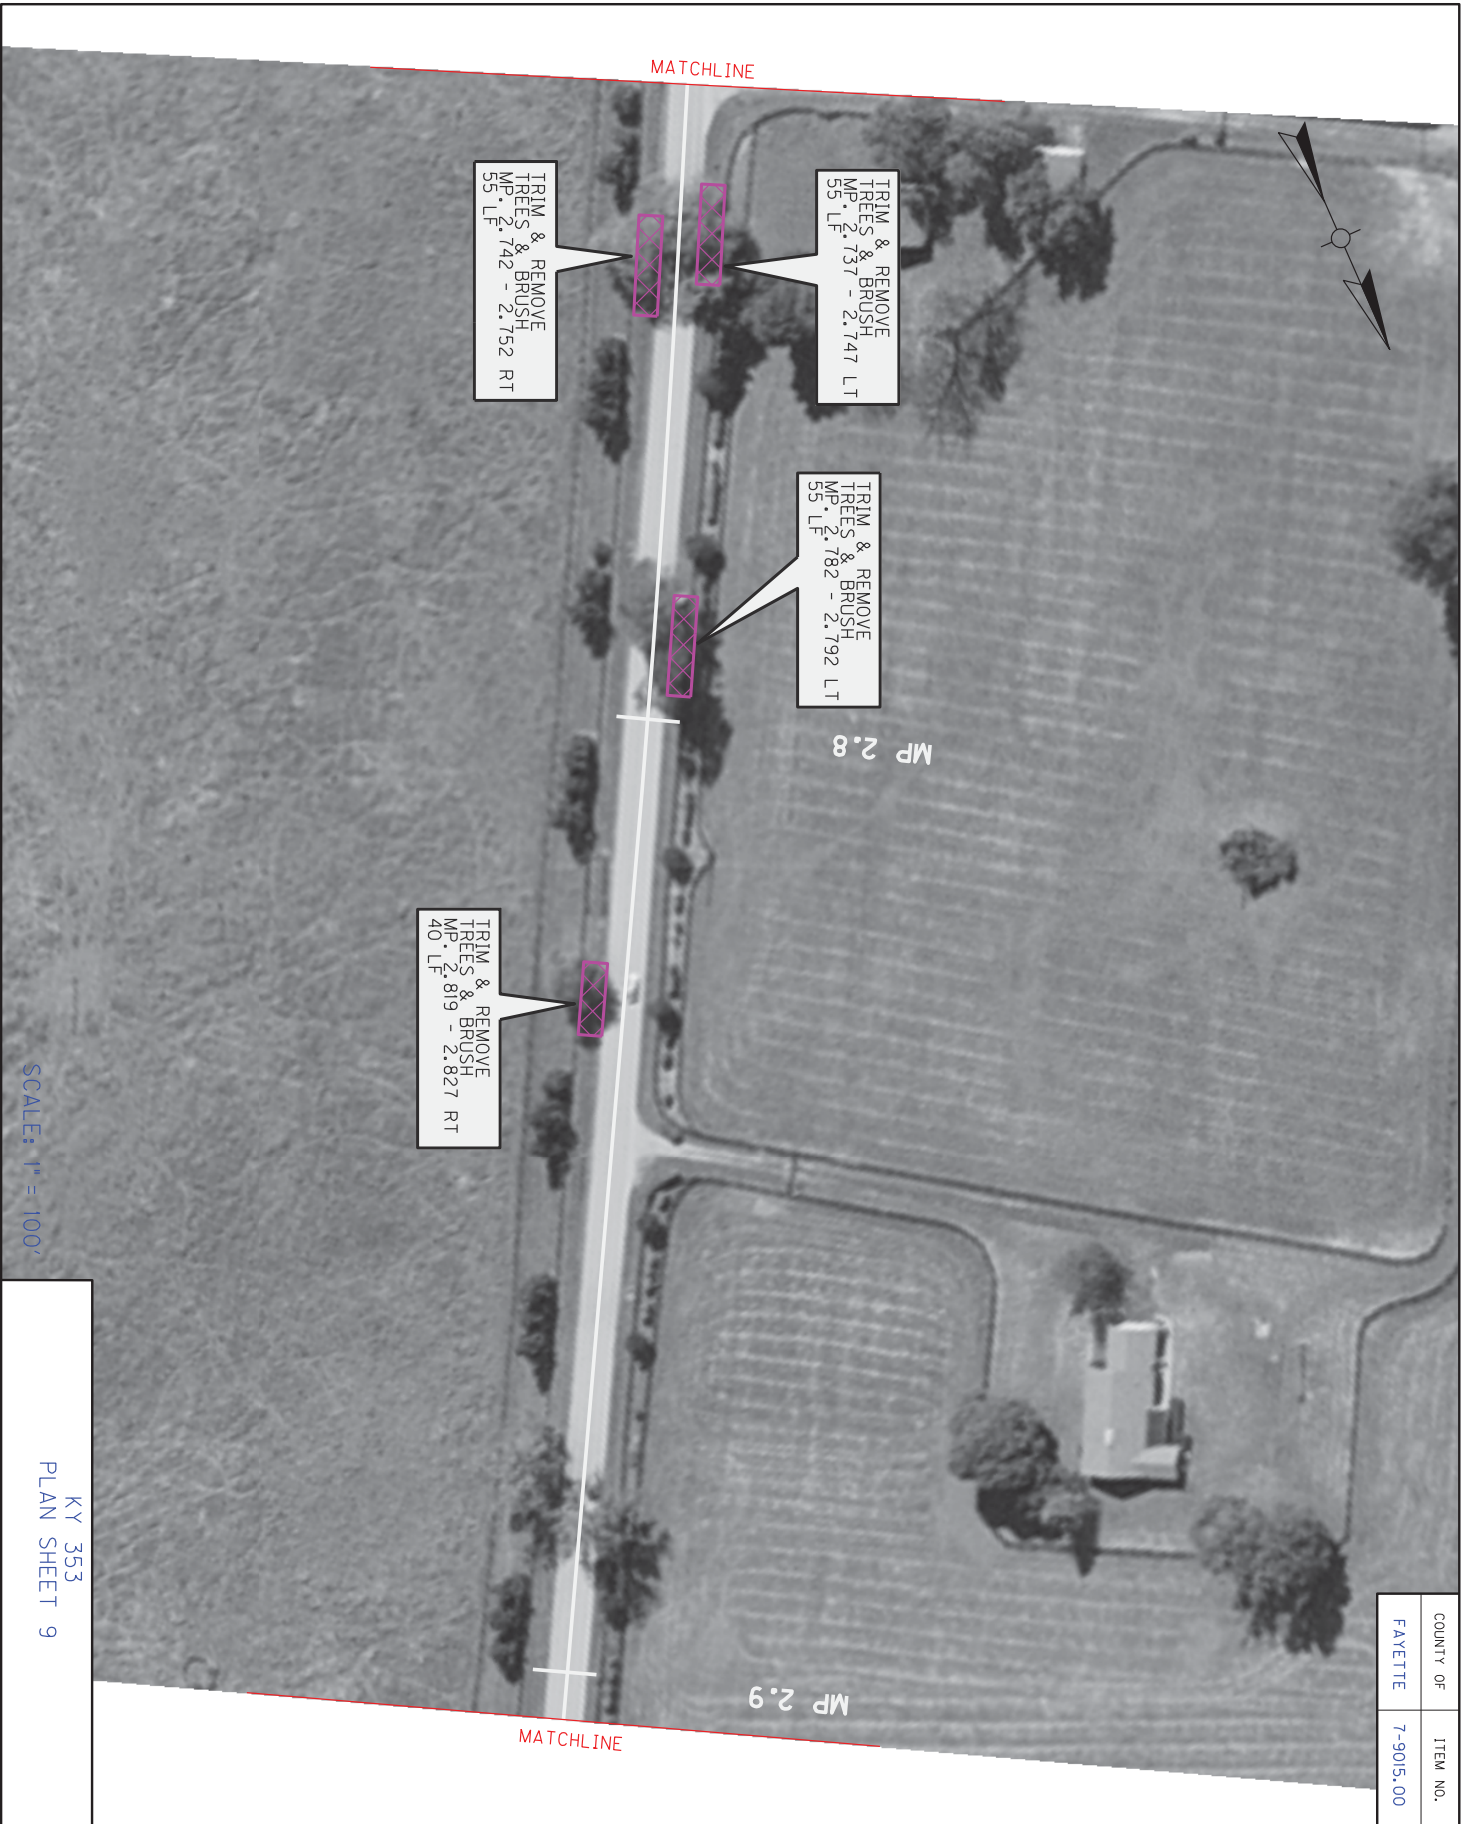 COUNTY OF
ITEM NO.
FAYETTE
7-9015.00
MATCHLINE
TRIM & REMOVE
TREES & BRUSH
MP. 2.737 - 2.747 LT
55 LF
TRIM & REMOVE
TREES & BRUSH
MP. 2.742 - 2.752 RT
55 LF
TRIM & REMOVE
TREES & BRUSH
MP. 2.782 - 2.792 LT
55 LF
MP 2.8
TRIM & REMOVE
TREES & BRUSH
MP. 2.819 - 2.827 RT
40 LF
MP 2.9
MATCHLINE
SCALE: 1" = 100'
KY 353
PLAN SHEET 9